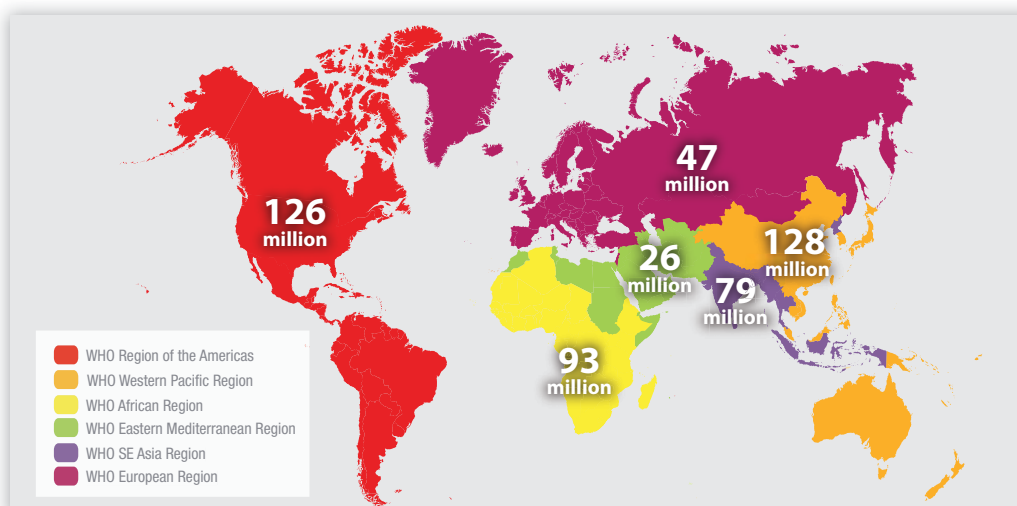 47
million
126
million
128
million
26
million
79
million
93
million
WHO Region of the Americas
WHO Western Pacific Region
WHO African Region
WHO Eastern Mediterranean Region
WHO SE Asia Region
WHO European Region